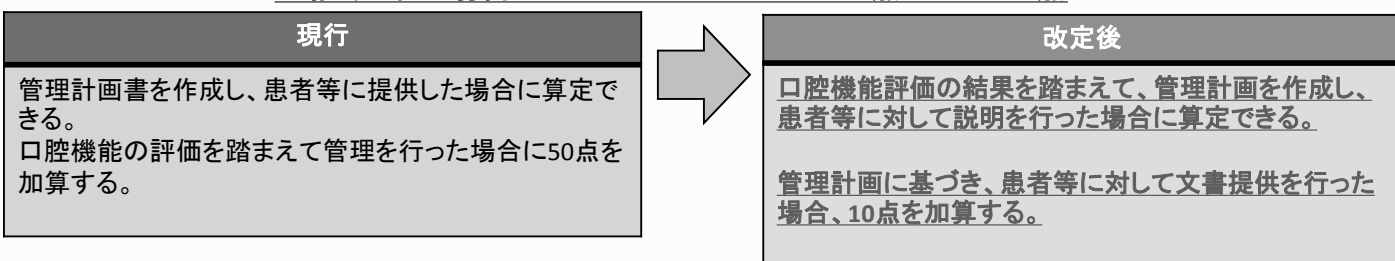 現行
管理計画書を作成し、患者等に提供した場合に算定で
きる。
口腔機能の評価を踏まえて管理を行った場合に50点を
加算する。
改定後
口腔機能評価の結果を踏まえて、管理計画を作成し、
患者等に対して説明を行った場合に算定できる。
管理計画に基づき、患者等に対して文書提供を行った
場合、10点を加算する。